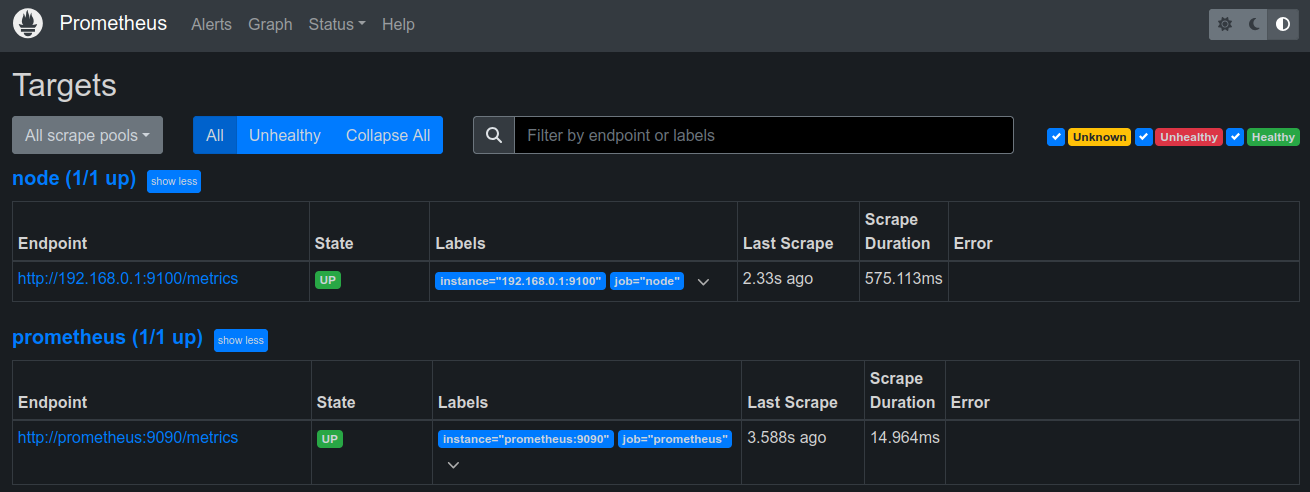 Prometheus Alerts Graph Status Help
Targets
All scrape pools All Unhealthy Collapse All Filter by endpoint or labels Unknown Unhealthy Healthy
node (1/1 up) show less
Endpoint State Labels Last Scrape Scrape Duration Error
http://192.168.0.1:9100/metrics UP instance="192.168.0.1:9100" job="node" 2.33s ago 575.113ms
prometheus (1/1 up) show less
Endpoint State Labels Last Scrape Scrape Duration Error
http://prometheus:9090/metrics UP instance="prometheus:9090" job="prometheus" 3.588s ago 14.964ms